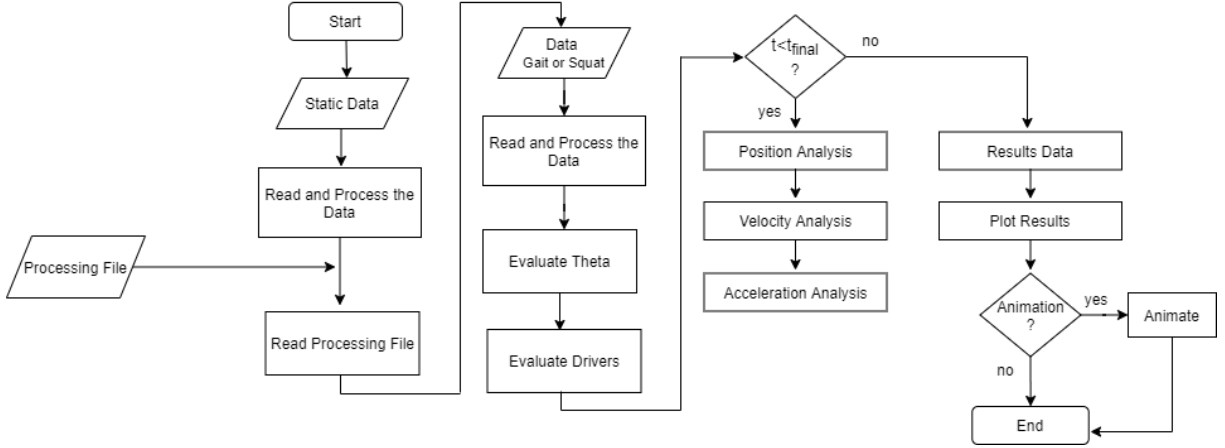 Start
Static Data
Read and Process the
Data
Processing File
Read Processing File
Data
Gait or Squat
Read and Process the
Data
Evaluate Theta
Evaluate Drivers
t<tfinal
?
no
yes
Position Analysis
Velocity Analysis
Acceleration Analysis
Results Data
Plot Results
Animation
?
yes
Animate
no
End